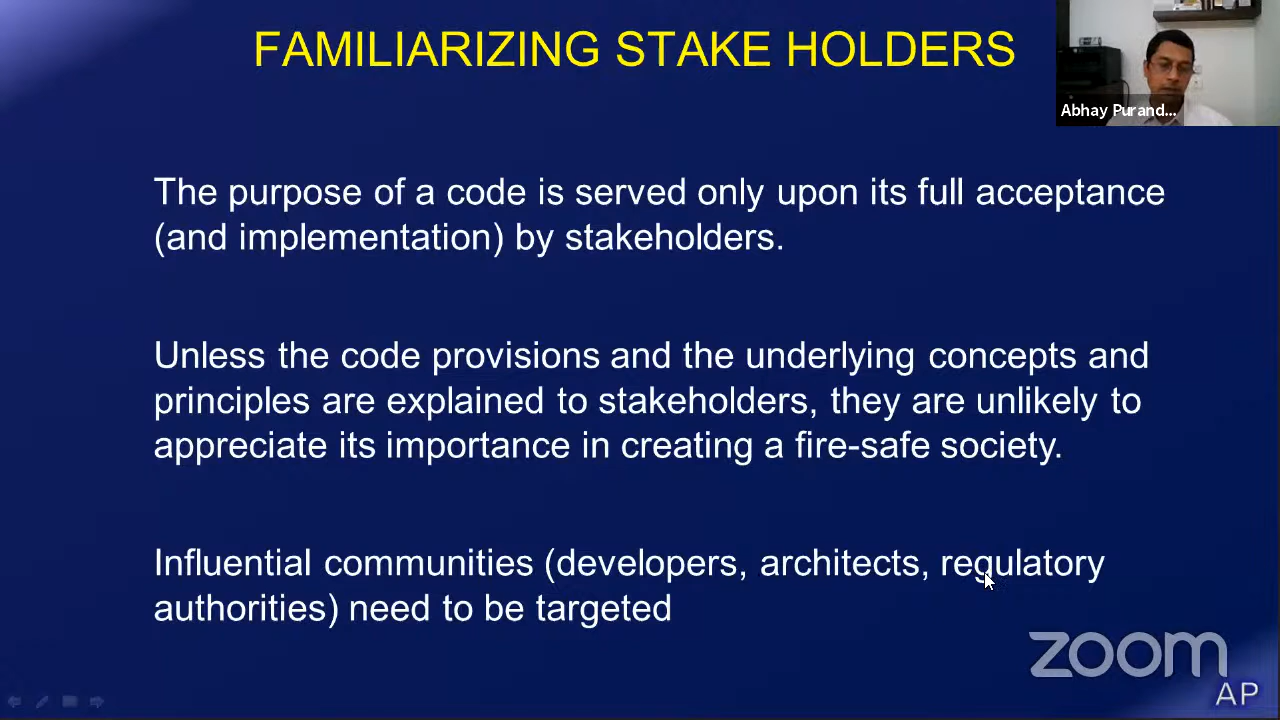 FAMILIARIZING STAKE HOLDERS
Abhay Purand...
The purpose of a code is served only upon its full acceptance
(and implementation) by stakeholders.
Unless the code provisions and the underlying concepts and
principles are explained to stakeholders, they are unlikely to
appreciate its importance in creating a fire-safe society.
Influential communities (developers, architects, regulatory
authorities) need to be targeted
zoom
AP